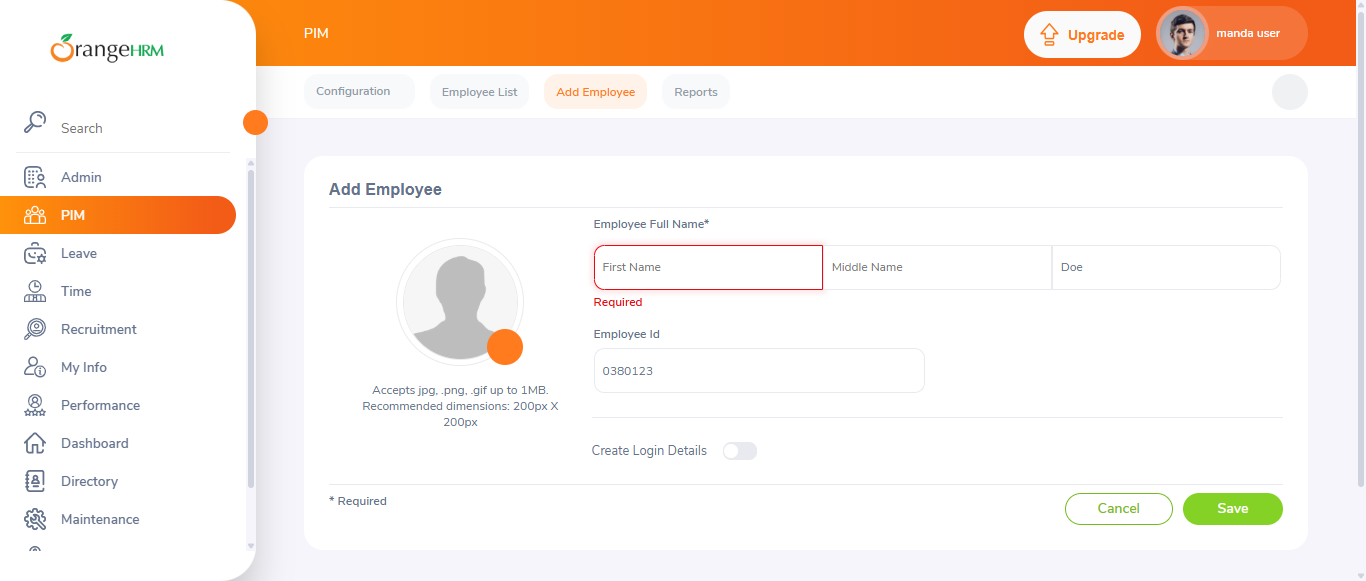 OrangeHRM
PIM
Upgrade
manda user
Configuration
Employee List
Add Employee
Reports
Search
Admin
PIM
Leave
Time
Recruitment
My Info
Performance
Dashboard
Directory
Maintenance
Add Employee
Employee Full Name*
First Name
Middle Name
Doe
Required
Employee Id
0380123
Accepts jpg, .png, .gif up to 1MB.
Recommended dimensions: 200px X
200px
Create Login Details
* Required
Cancel
Save